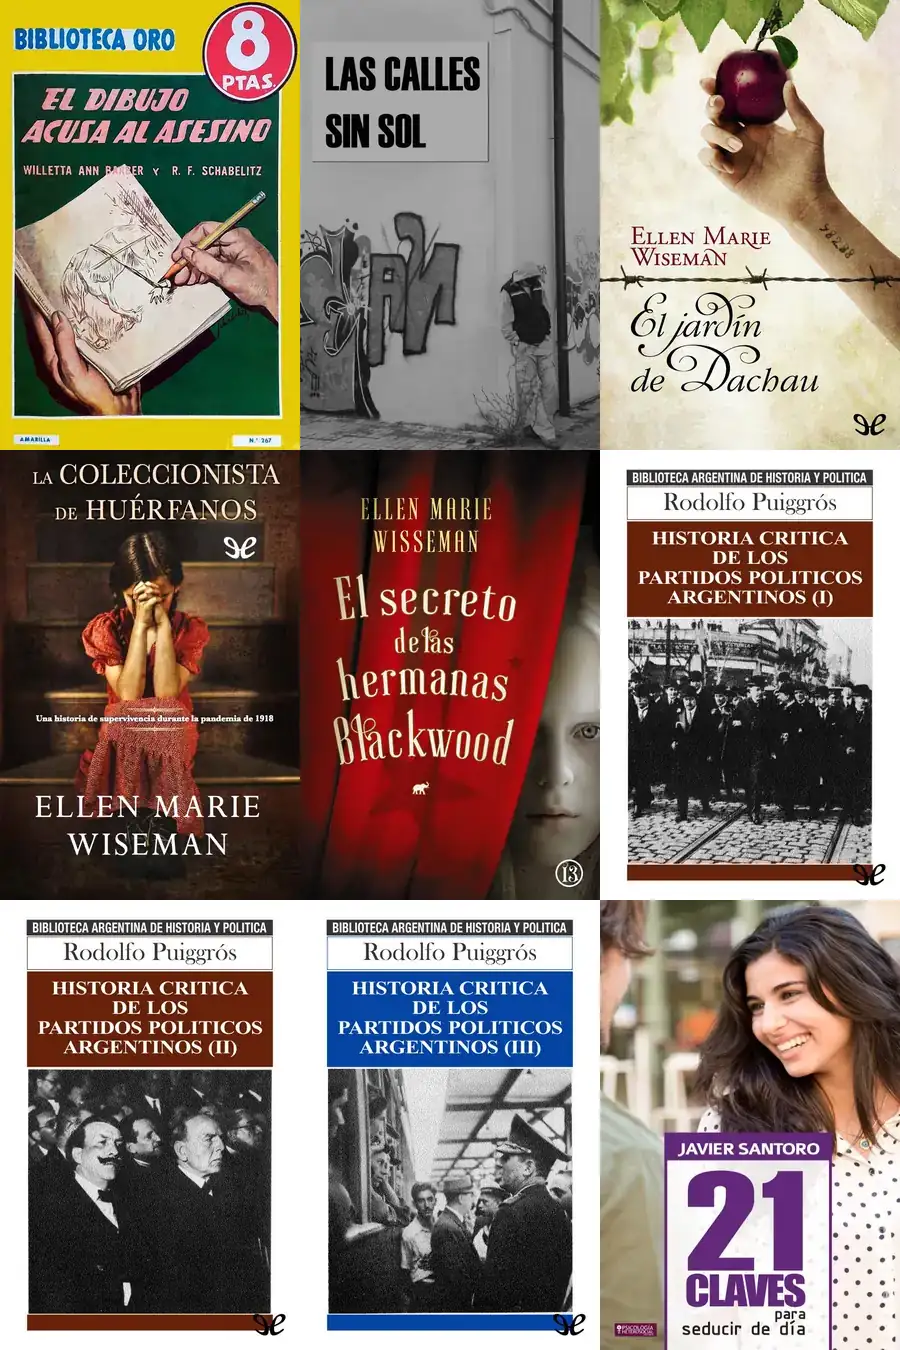 BIBLIOTECA ORO
8
PTAS.
EL DIBUJO
ACUSA AL ASESINO
WILLETTA ANN BARBER Y R. F. SCHABELITZ
AMARILLA
N.º 367
LAS CALLES
SIN SOL
ELLEN MARIE
WISEMAN
El jardín
de Dachau
LA COLECCIONISTA
DE HUÉRFANOS
Una historia de supervivencia durante la pandemia de 1918
ELLEN MARIE
WISEMAN
ELLEN MARIE
WISSEMAN
El secreto
de las
hermanas
Blackwood
13
BIBLIOTECA ARGENTINA DE HISTORIA Y POLITICA
Rodolfo Puiggrós
HISTORIA CRITICA
DE LOS
PARTIDOS POLITICOS
ARGENTINOS (I)
BIBLIOTECA ARGENTINA DE HISTORIA Y POLITICA
Rodolfo Puiggrós
HISTORIA CRITICA
DE LOS
PARTIDOS POLITICOS
ARGENTINOS (II)
BIBLIOTECA ARGENTINA DE HISTORIA Y POLITICA
Rodolfo Puiggrós
HISTORIA CRITICA
DE LOS
PARTIDOS POLITICOS
ARGENTINOS (III)
JAVIER SANTORO
21
CLAVES
para
seducir de día
PSICOLOGÍA